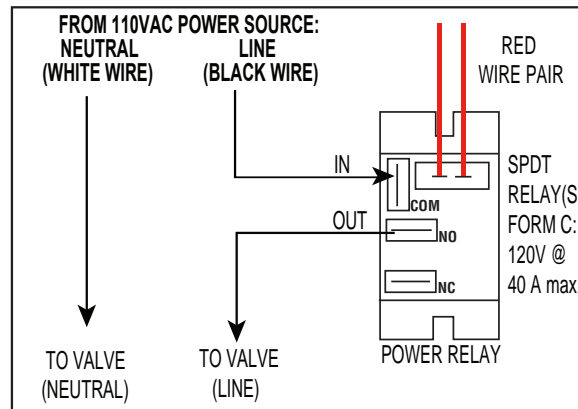 FROM 110VAC POWER SOURCE:
NEUTRAL
(WHITE WIRE)
LINE
(BLACK WIRE)
RED
WIRE PAIR
IN
COM
OUT
NO
NC
SPDT
RELAY(S
FORM C:
120V @
40 A max
TO VALVE
(NEUTRAL)
TO VALVE
(LINE)
POWER RELAY